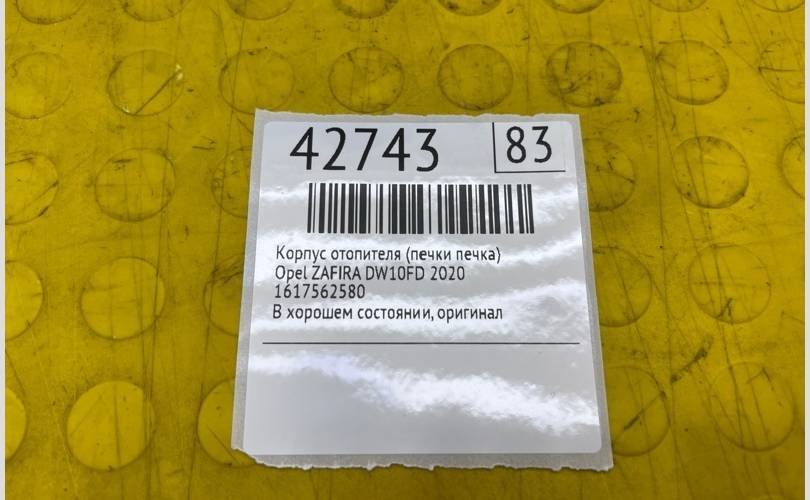 42743
83
Корпус отопителя (печки печка)
Opel ZAFIRA DW10FD 2020
1617562580
В хорошем состоянии, оригинал